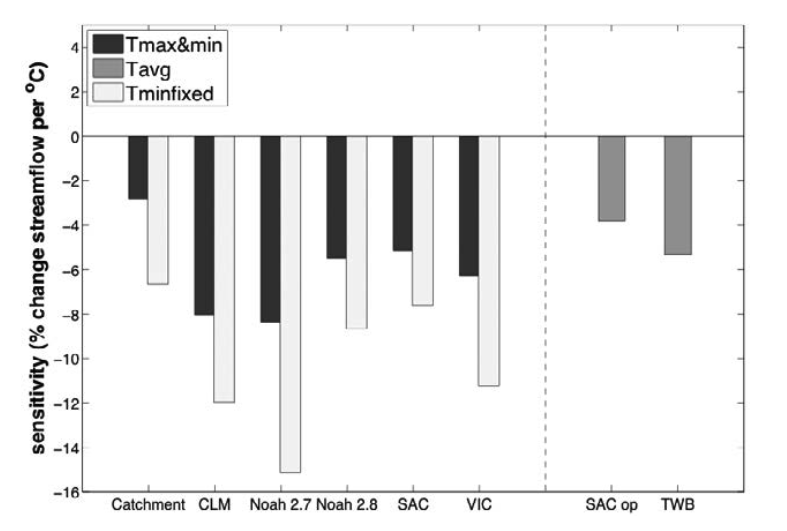 Tmax&min
Tavg
Tminfixed
sensitivity (% change streamflow per °C)
4
2
0
−2
−4
−6
−8
−10
−12
−14
−16
Catchment CLM Noah 2.7 Noah 2.8 SAC VIC SAC op TWB